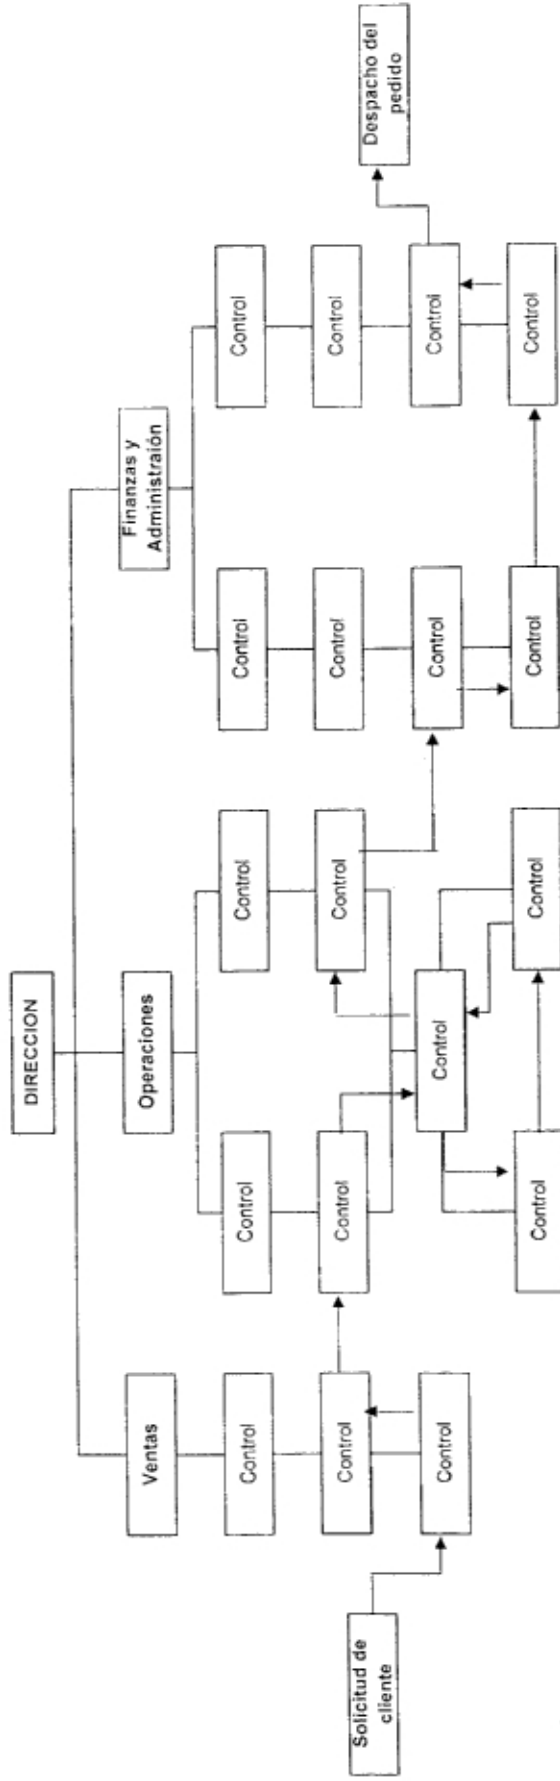 DIRECCION
Ventas
Operaciones
Finanzas y
Administraión
Control
Control
Control
Control
Control
Control
Control
Control
Control
Control
Solicitud de
cliente
Control
Control
Control
Control
Despacho del
pedido
Control
Control
Control
Control